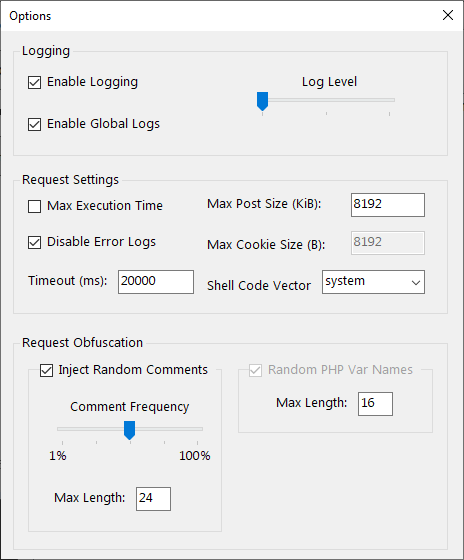 Options
Logging
Enable Logging
Log Level
Enable Global Logs
Request Settings
Max Execution Time
Max Post Size (KiB):
8192
Disable Error Logs
Max Cookie Size (B):
8192
Timeout (ms):
20000
Shell Code Vector
system
Request Obfuscation
Inject Random Comments
Random PHP Var Names
Comment Frequency
Max Length:
16
1%
100%
Max Length:
24